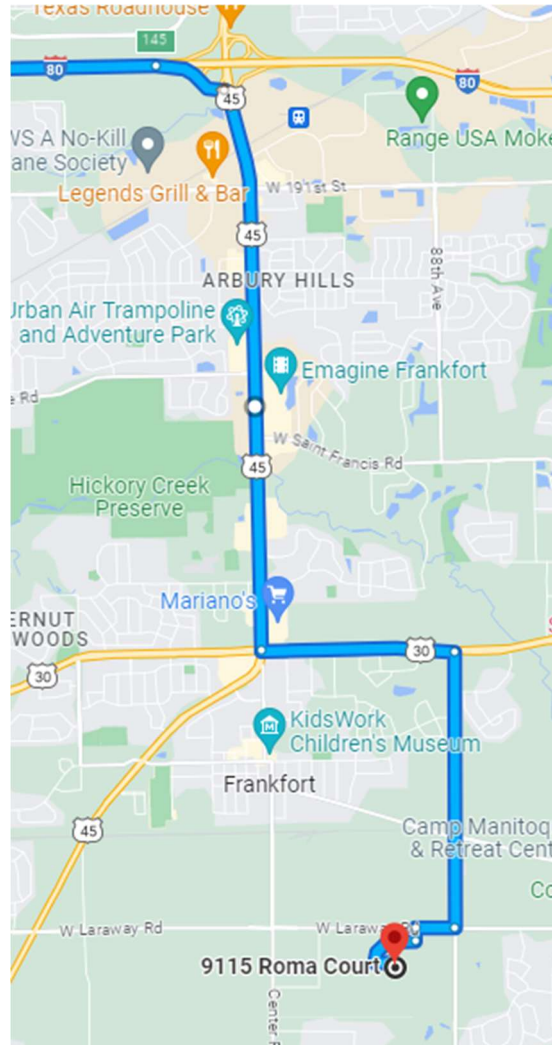 Texas Roadhouse
145
80
80
45
WS A No-Kill
ane Society
Range USA Moke
Legends Grill & Bar
W 191st St
45
88th Ave
ARBURY HILLS
Urban Air Trampoline
and Adventure Park
Emagine Frankfort
e Rd
W Saint Francis Rd
45
Hickory Creek
Preserve
Mariano's
ERNUT
WOODS
30
30
KidsWork
Children's Museum
Frankfort
45
Camp Manitoq
& Retreat Cent
Co
W Laraway Rd
W Laraway Rd
9115 Roma Court
Center R